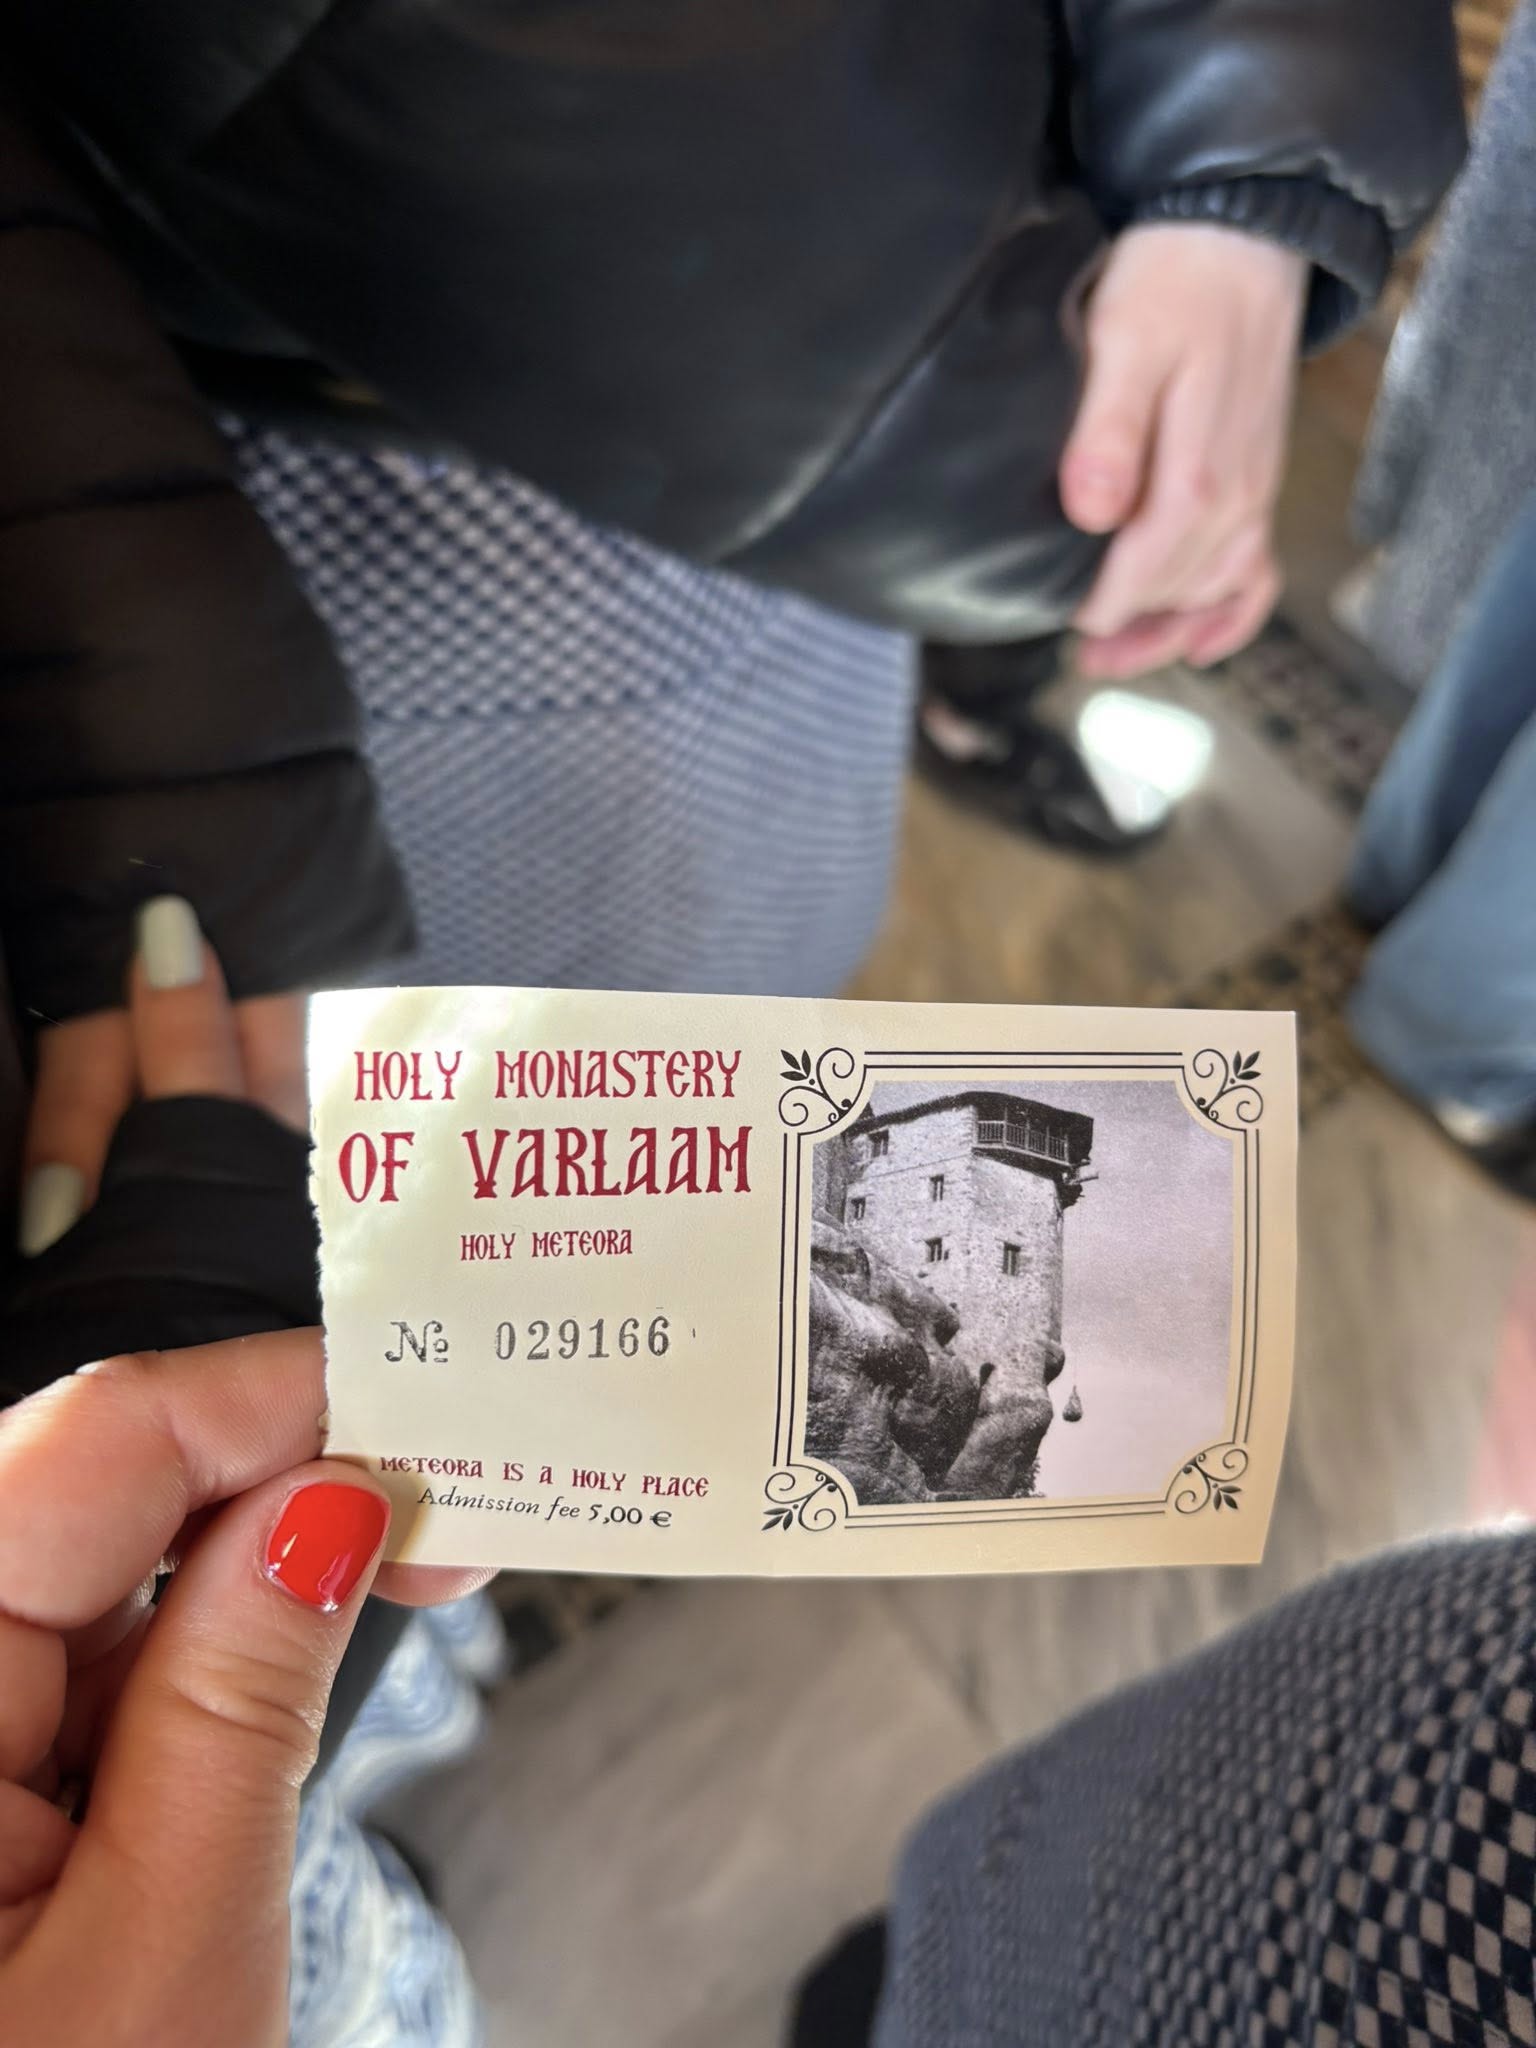 HOLY MONASTERY
OF VARLAAM
HOLY METEORA
№ 029166
METEORA IS A HOLY PLACE
Admission fee 5,00 €